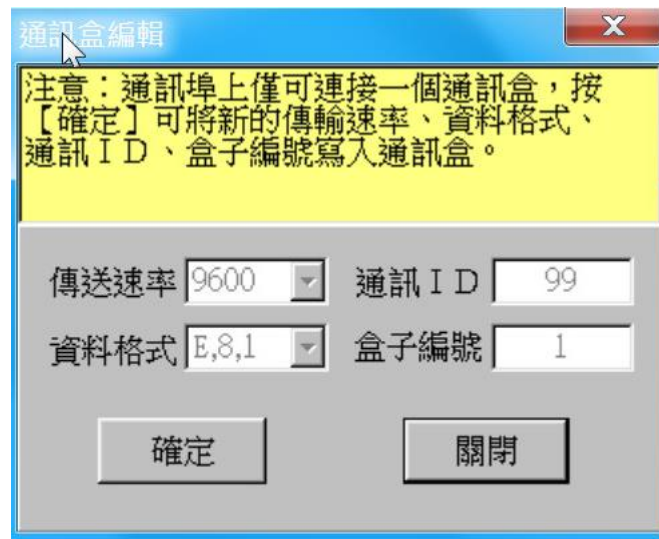 通訊盒編輯
注意：通訊埠上僅可連接一個通訊盒，按
【確定】可將新的傳輸速率、資料格式、
通訊ＩＤ、盒子編號寫入通訊盒。
傳送速率 9600 通訊ＩＤ 99
資料格式 E,8,1 盒子編號 1
確定 關閉